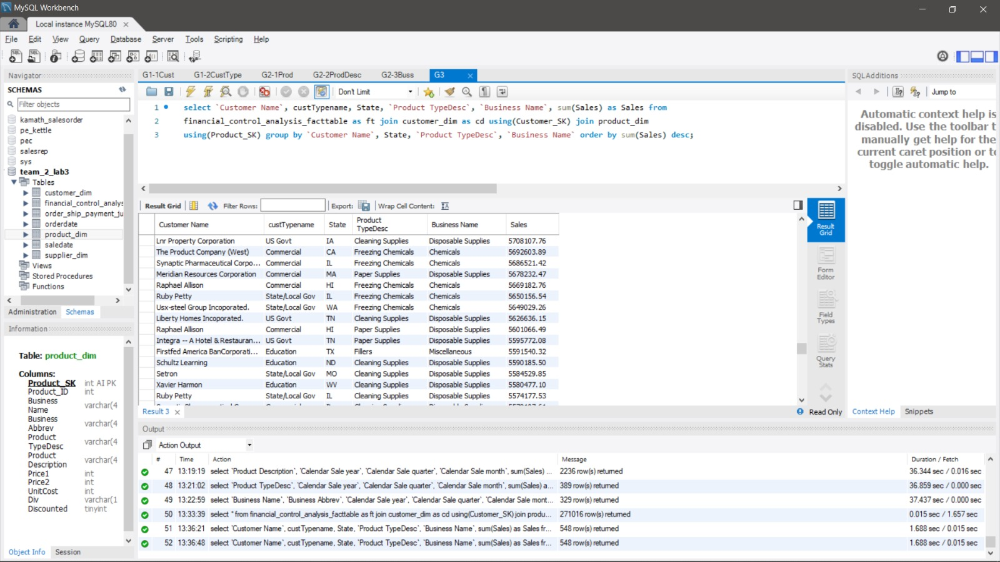 MySQL Workbench
Local instance MySQL80
File Edit View Query Database Server Tools Scripting Help
Navigator
SCHEMAS
Filter objects
kamath_salesorder
pe_kettle
pec
salesrep
sys
team_2_lab3
Tables
customer_dim
financial_control_analys
order_ship_payment_ju
orderdate
product_dim
saledate
supplier_dim
Views
Stored Procedures
Functions
Administration Schemas
Information
Table: product_dim
Columns:
Product_SK int AI PK
Product_ID int
Business
Name varchar(4
Business
Abbrev varchar(4
Product
TypeDesc varchar(4
Product
Description varchar(4
Price1 int
Price2 int
UnitCost int
Div varchar(1
Discounted tinyint
Object Info Session
G1-1Cust G1-2CustType G2-1Prod G2-2ProdDesc G2-3Buss G3
Don't Limit
1 select `Customer Name`, custTypename, State, `Product TypeDesc`, `Business Name`, sum(Sales) as Sales from
2 financial_control_analysis_facttable as ft join customer_dim as cd using(Customer_SK) join product_dim
3 using(Product_SK) group by `Customer Name`, State, `Product TypeDesc`, `Business Name` order by sum(Sales) desc;
Result Grid Filter Rows: Export: Wrap Cell Content: IA
Customer Name custTypename State Product TypeDesc Business Name Sales
Lnr Property Corporation US Govt IA Cleaning Supplies Disposable Supplies 5708107.76
The Product Company (West) Commercial CA Freezing Chemicals Chemicals 5692603.89
Synaptic Pharmaceutical Corpo... Commercial IL Freezing Chemicals Chemicals 5686521.42
Meridian Resources Corporation Commercial MA Paper Supplies Disposable Supplies 5678232.47
Raphael Allison Commercial HI Freezing Chemicals Chemicals 5669182.76
Ruby Petty State/Local Gov IL Freezing Chemicals Chemicals 5650156.54
Usx-steel Group Incoporated. State/Local Gov WA Freezing Chemicals Chemicals 5649029.26
Liberty Homes Incoporated. US Govt TN Cleaning Supplies Disposable Supplies 5626636.15
Raphael Allison Commercial HI Paper Supplies Disposable Supplies 5601066.49
Integra -- A Hotel & Restauran... US Govt TN Paper Supplies Disposable Supplies 5595772.08
Firstfed America BanCorporati... Education TX Fillers Miscellaneous 5591540.32
Schultz Learning Education ND Cleaning Supplies Disposable Supplies 5590185.50
Setron State/Local Gov MO Cleaning Supplies Disposable Supplies 5584529.85
Xavier Harmon Education WV Cleaning Supplies Disposable Supplies 5580477.10
Ruby Petty State/Local Gov IL Cleaning Supplies Disposable Supplies 5574177.53
Result Grid
Form Editor
Field Types
Query Stats
Result 3 Read Only
SQLAdditions
Jump to
Automatic context help is
disabled. Use the toolbar t
manually get help for the
current caret position or to
toggle automatic help.
Context Help Snippets
Output
Action Output
# Time Action Message Duration / Fetch
47 13:19:19 select `Product Description`, `Calendar Sale year`, `Calendar Sale quarter`, `Calendar Sale month`, sum(Sales) ... 2236 row(s) returned 36.344 sec / 0.016 sec
48 13:21:02 select `Product TypeDesc`, `Calendar Sale year`, `Calendar Sale quarter`, `Calendar Sale month`, sum(Sales) a... 389 row(s) returned 36.859 sec / 0.000 sec
49 13:22:59 select `Business Name`, `Business Abbrev`, `Calendar Sale year`, `Calendar Sale quarter`, `Calendar Sale mont... 329 row(s) returned 37.437 sec / 0.000 sec
50 13:33:39 select * from financial_control_analysis_facttable as ft join customer_dim as cd using(Customer_SK) join produ... 271016 row(s) returned 0.015 sec / 1.657 sec
51 13:36:21 select `Customer Name`, custTypename, State, `Product TypeDesc`, `Business Name`, sum(Sales) as Sales fr... 548 row(s) returned 1.688 sec / 0.015 sec
52 13:36:48 select `Customer Name`, custTypename, State, `Product TypeDesc`, `Business Name`, sum(Sales) as Sales fr... 548 row(s) returned 1.688 sec / 0.015 sec